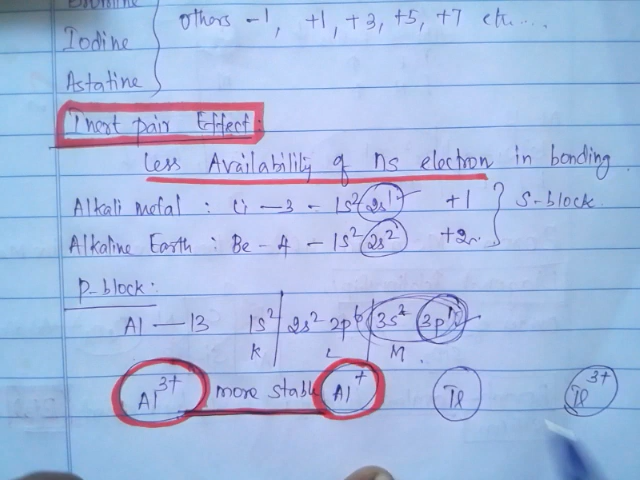 others -1, +1, +3, +5, +7 etc....
Iodine
Astatine
Inert pair Effect:
Less Availability of ns electron in bonding
Alkali metal : Li — 3 - 1s² 2s¹ +1
Alkaline Earth : Be - 4 - 1s² 2s² +2
S-block
P-block:
Al — 13 1s² 2s² 2p⁶ 3s² 3p¹
K L M
Al³⁺ more stable Al⁺ Tl Tl³⁺